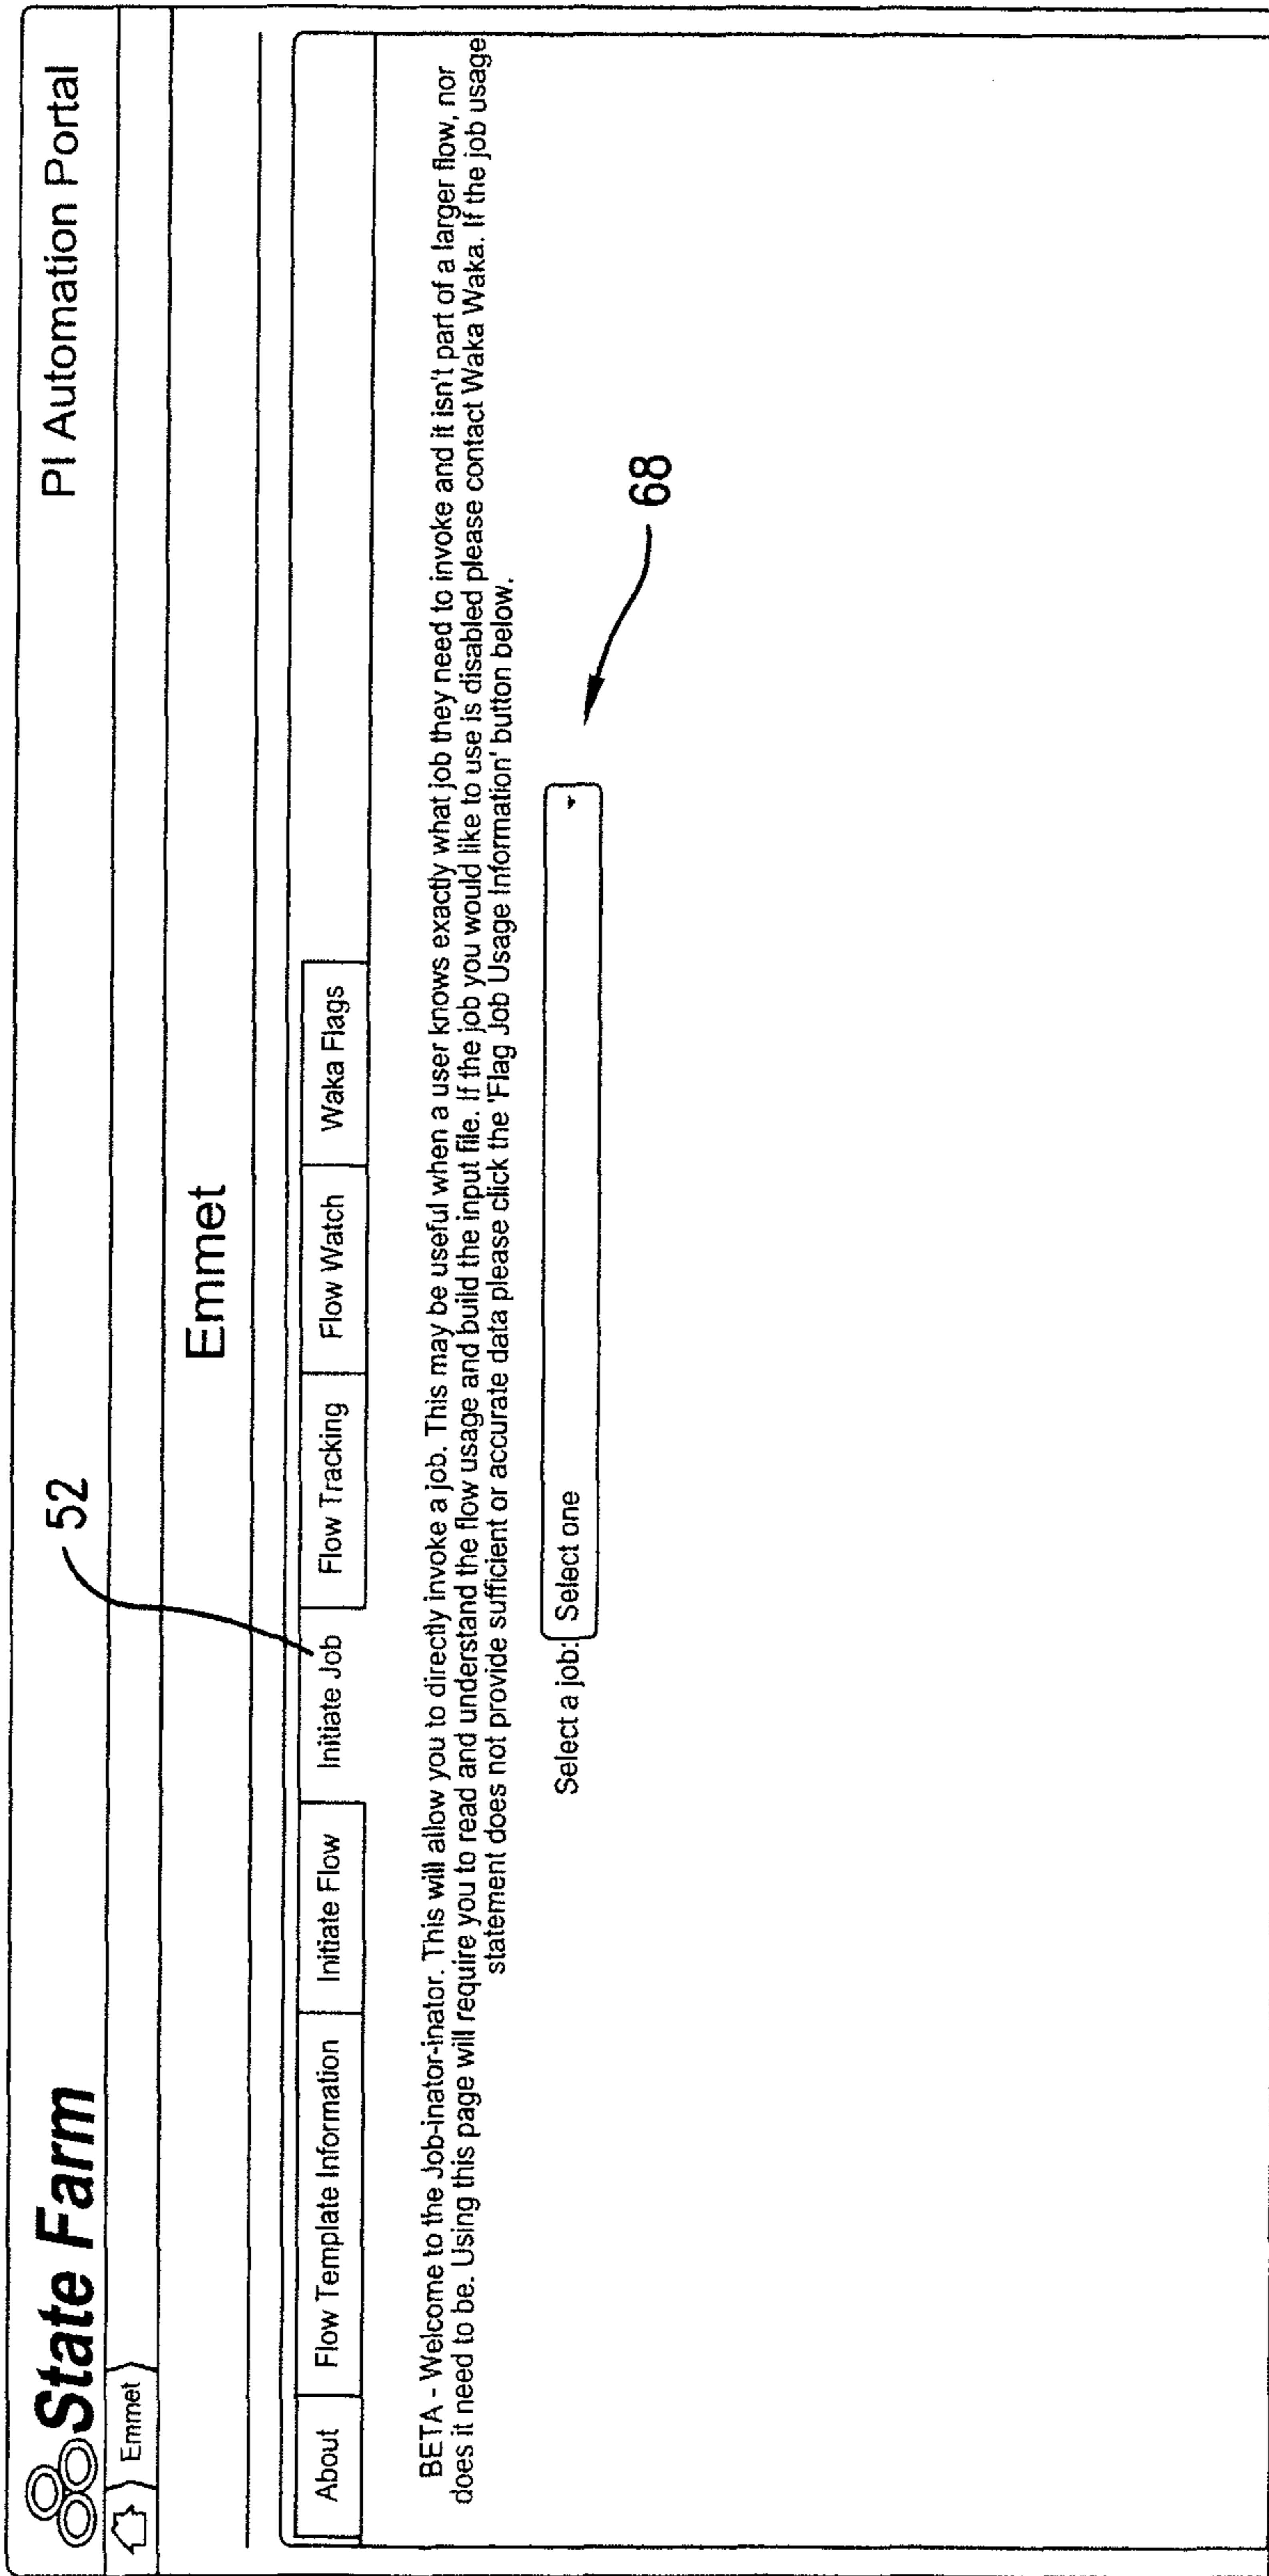 State Farm
PI Automation Portal
Emmet
52
Emmet
About
Flow Template Information
Initiate Flow
Initiate Job
Flow Tracking
Flow Watch
Waka Flags
BETA - Welcome to the Job-inator-inator. This will allow you to directly invoke a job. This may be useful when a user knows exactly what job they need to invoke and it isn't part of a larger flow, nor
does it need to be. Using this page will require you to read and understand the flow usage and build the input file. If the job you would like to use is disabled please contact Waka Waka. If the job usage
statement does not provide sufficient or accurate data please click the 'Flag Job Usage Information' button below.
Select a job: Select one
68